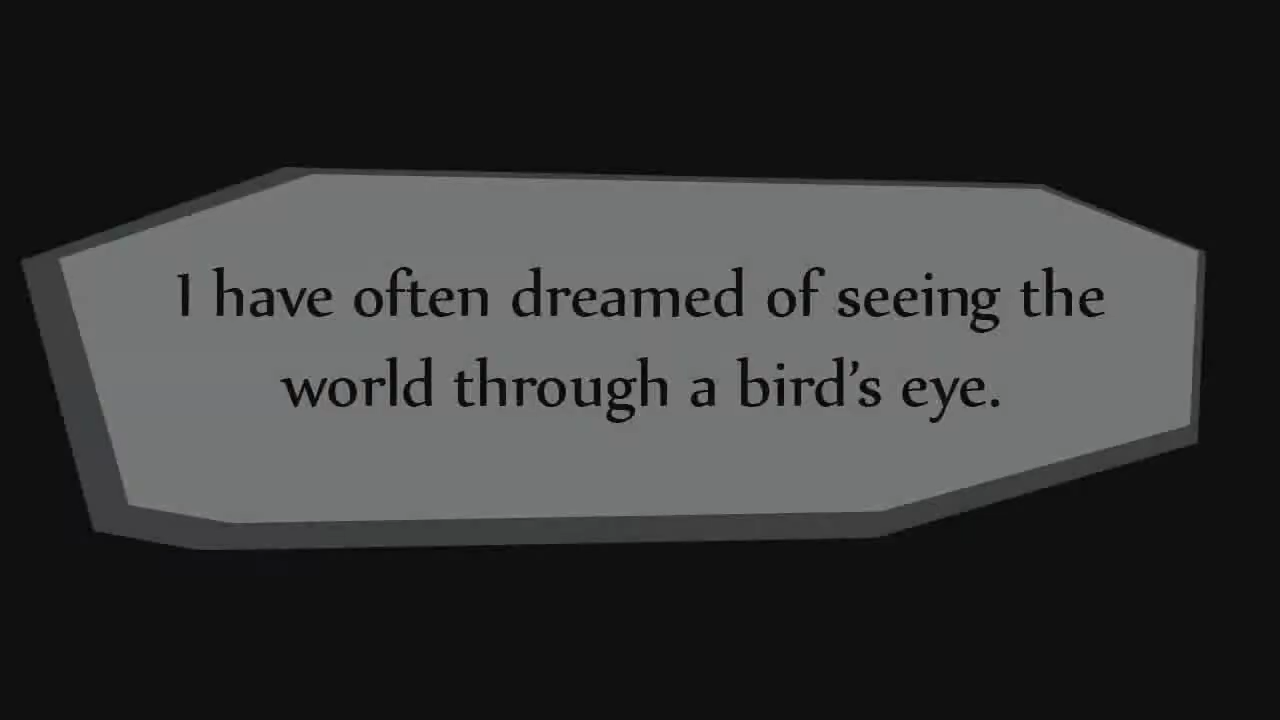 I have often dreamed of seeing the
world through a bird’s eye.